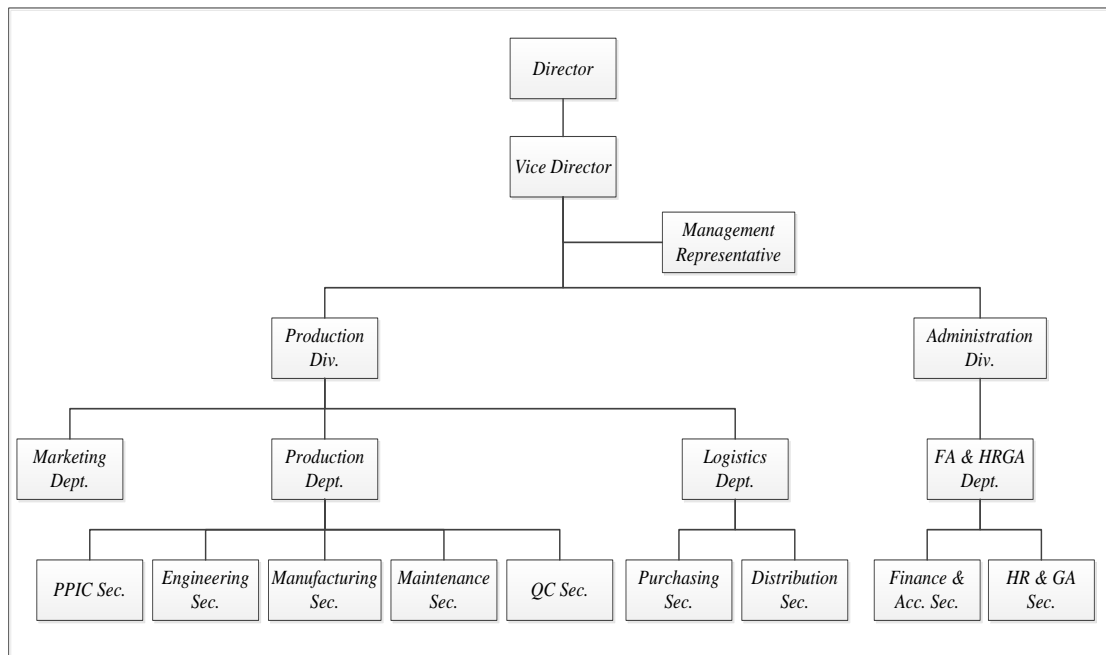 Director
Vice Director
Management
Representative
Production
Div.
Administration
Div.
Marketing
Dept.
Production
Dept.
Logistics
Dept.
FA & HRGA
Dept.
PPIC Sec.
Engineering
Sec.
Manufacturing
Sec.
Maintenance
Sec.
QC Sec.
Purchasing
Sec.
Distribution
Sec.
Finance &
Acc. Sec.
HR & GA
Sec.